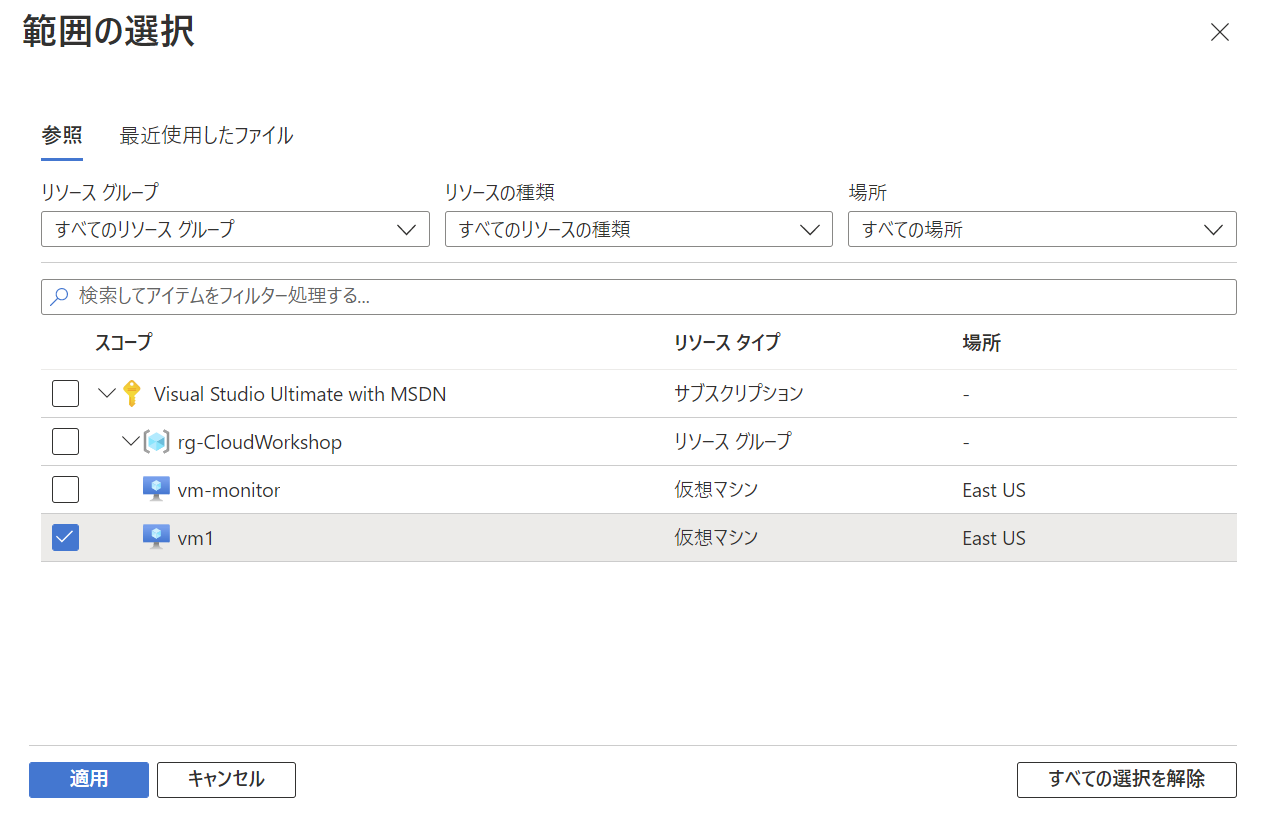 範囲の選択
参照 最近使用したファイル
リソース グループ リソースの種類 場所
すべてのリソース グループ すべてのリソースの種類 すべての場所
検索してアイテムをフィルター処理する...
スコープ リソース タイプ 場所
Visual Studio Ultimate with MSDN サブスクリプション -
rg-CloudWorkshop リソース グループ -
vm-monitor 仮想マシン East US
vm1 仮想マシン East US
適用 キャンセル すべての選択を解除